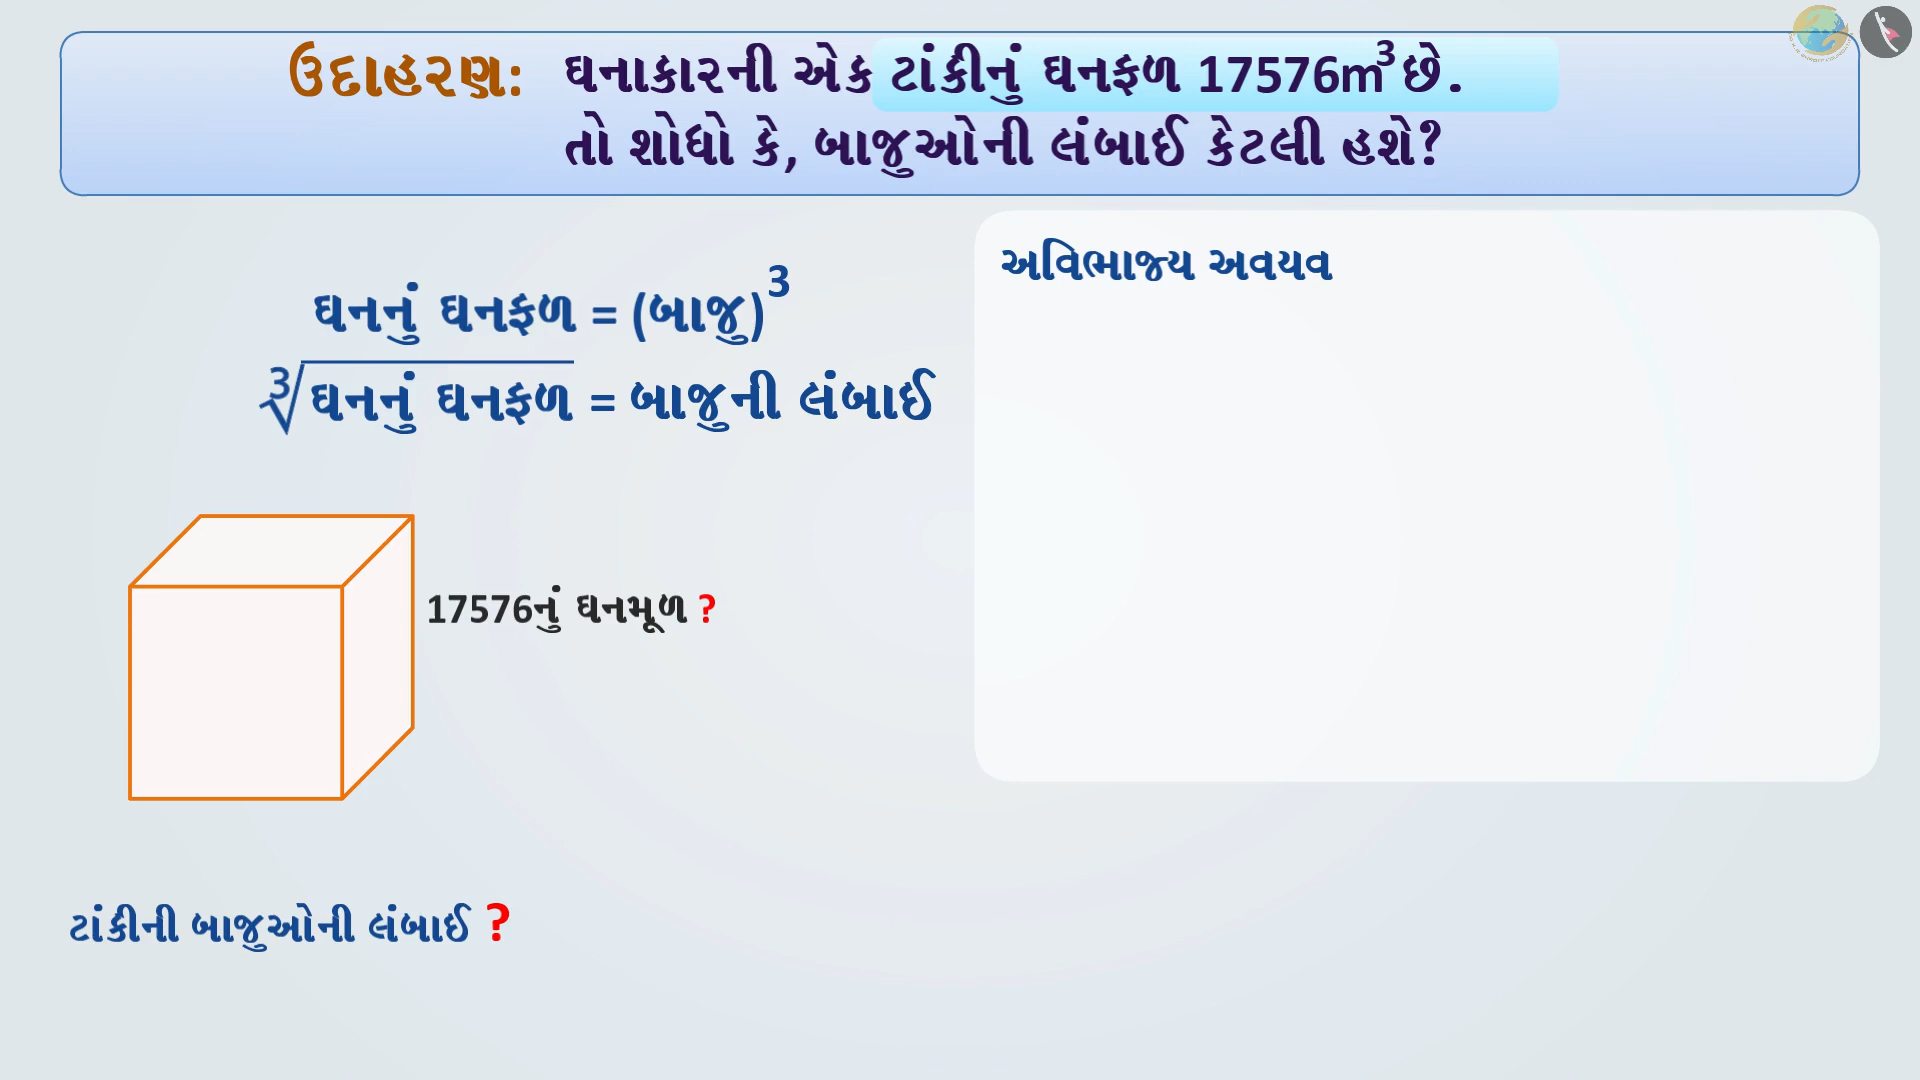 ઉદાહરણ: ઘનાકારની એક ટાંકીનું ઘનફળ 17576m³ છે.
તો શોધો કે, બાજુઓની લંબાઈ કેટલી હશે?
ઘનનું ઘનફળ = (બાજુ)³
∛ઘનનું ઘનફળ = બાજુની લંબાઈ
17576નું ઘનમૂળ ?
ટાંકીની બાજુઓની લંબાઈ ?
અવિભાજ્ય અવયવ